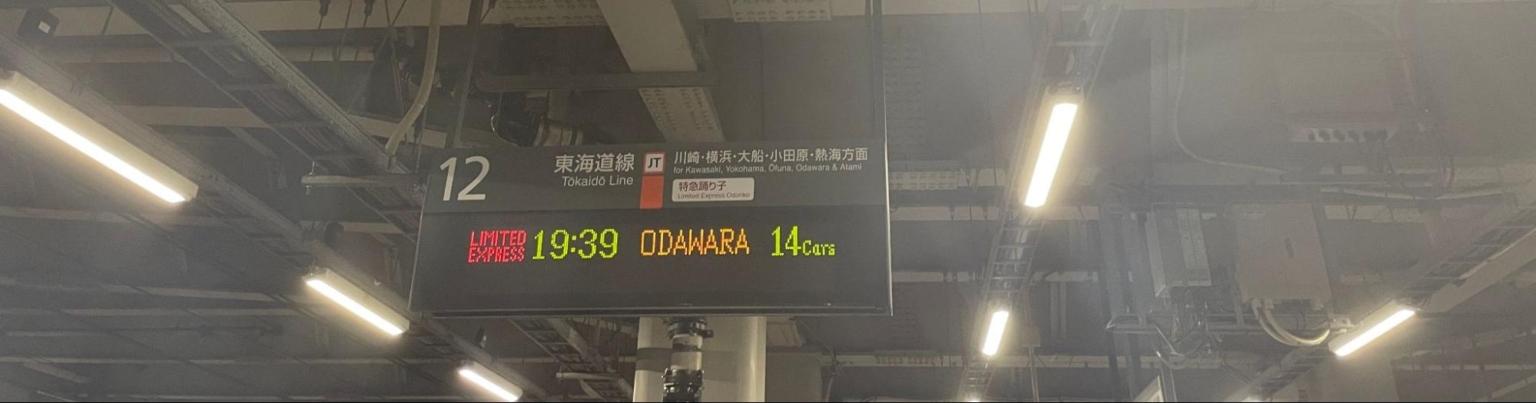 12
東海道線
Tōkaidō Line
JT
川崎・横浜・大船・小田原・熱海方面
for Kawasaki, Yokohama, Ōfuna, Odawara & Atami
特急踊り子
Limited Express Odoriko
LIMITED
EXPRESS
19:39 ODAWARA 14Cars